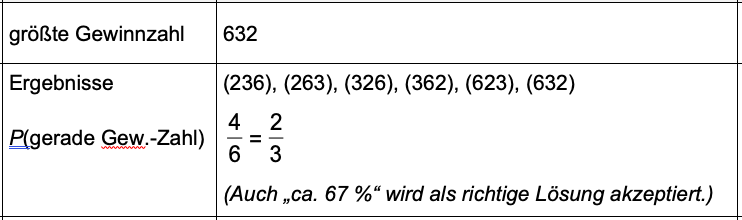 größte Gewinnzahl 632
Ergebnisse (236), (263), (326), (362), (623), (632)
P(gerade Gew.-Zahl) 4/6 = 2/3
(Auch „ca. 67 %“ wird als richtige Lösung akzeptiert.)